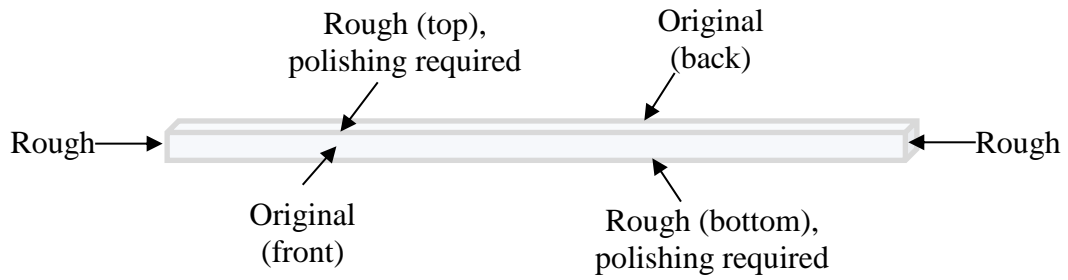 Rough (top),
polishing required
Original
(back)
Rough
Rough
Original
(front)
Rough (bottom),
polishing required